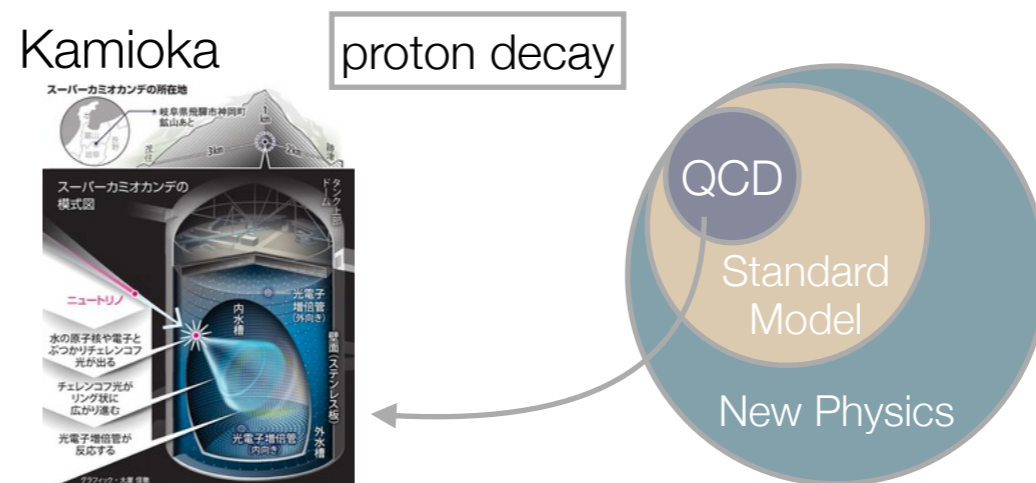 Kamioka
proton decay
スーパーカミオカンデの所在地
岐阜県飛騨市神岡町
鉱山あと
1
km
3km
2km
茂住
跡津
スーパーカミオカンデの
模式図
タンク上部
ドーム
ニュートリノ
水の原子核や電子と
ぶつかりチェレンコフ
光が出る
チェレンコフ光が
リング状に
広がり進む
光電子増倍管が
反応する
光電子
増倍管
(外向き)
内水槽
壁面(ステンレス板)
光電子増倍管
(内向き)
外水槽
QCD
Standard
Model
New Physics